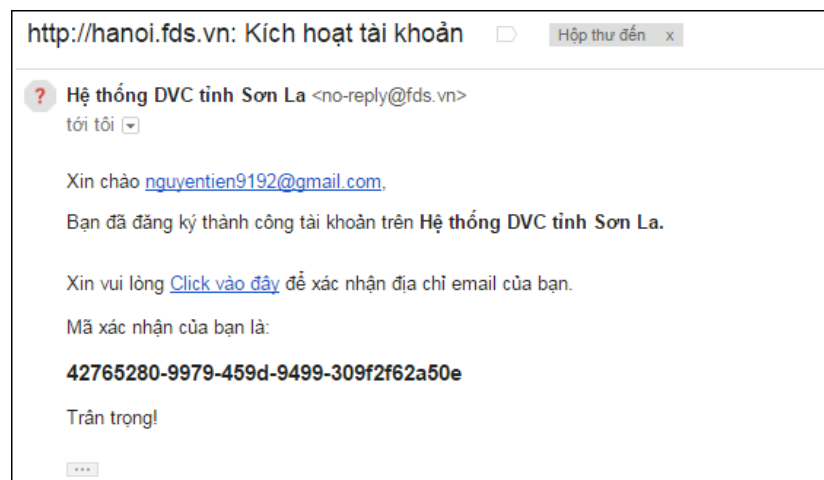 http://hanoi.fds.vn: Kích hoạt tài khoản Hộp thư đến x
? Hệ thống DVC tỉnh Sơn La <no-reply@fds.vn>
tới tôi
Xin chào nguyentien9192@gmail.com,
Bạn đã đăng ký thành công tài khoản trên Hệ thống DVC tỉnh Sơn La.
Xin vui lòng Click vào đây để xác nhận địa chỉ email của bạn.
Mã xác nhận của bạn là:
42765280-9979-459d-9499-309f2f62a50e
Trân trọng!
...